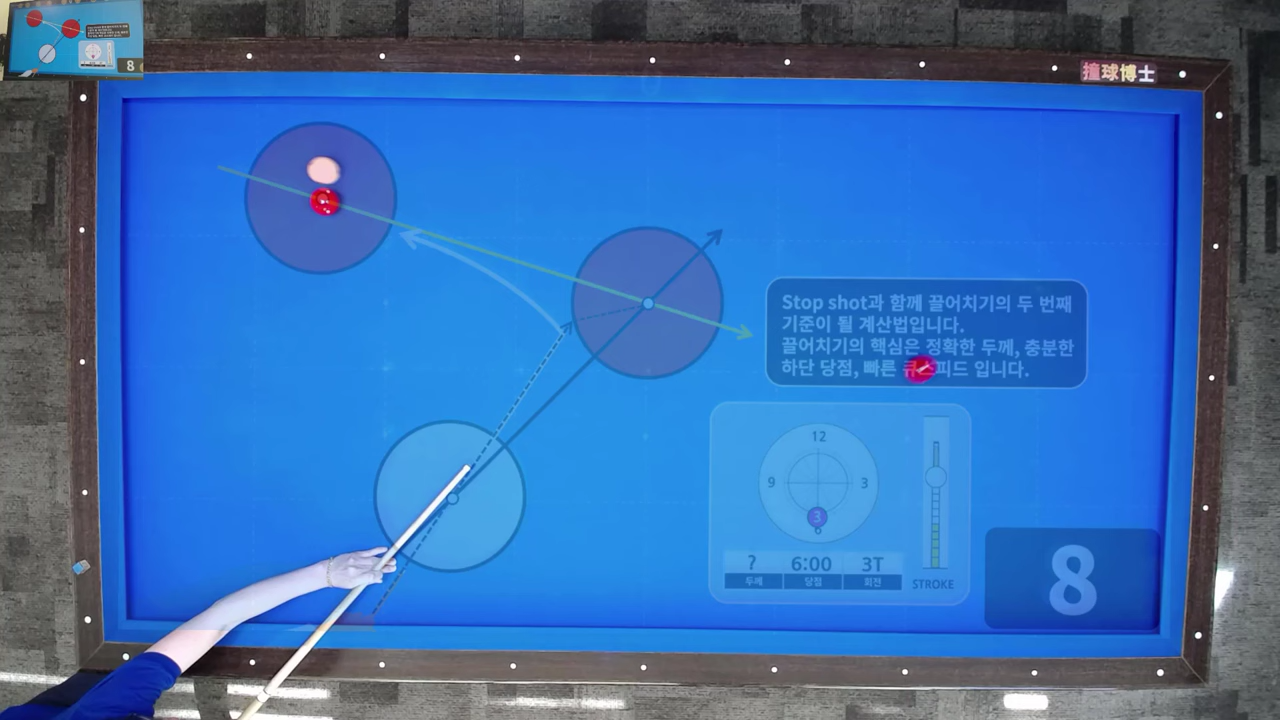 撞球博士
8
Stop shot과 함께 끌어치기의 두 번째
기준이 될 계산법입니다.
끌어치기의 핵심은 정확한 두께, 충분한
하단 당점, 빠른 큐스피드 입니다.
12
9
3
3
6
? 6:00 3T
두께 당점 회전
STROKE
8